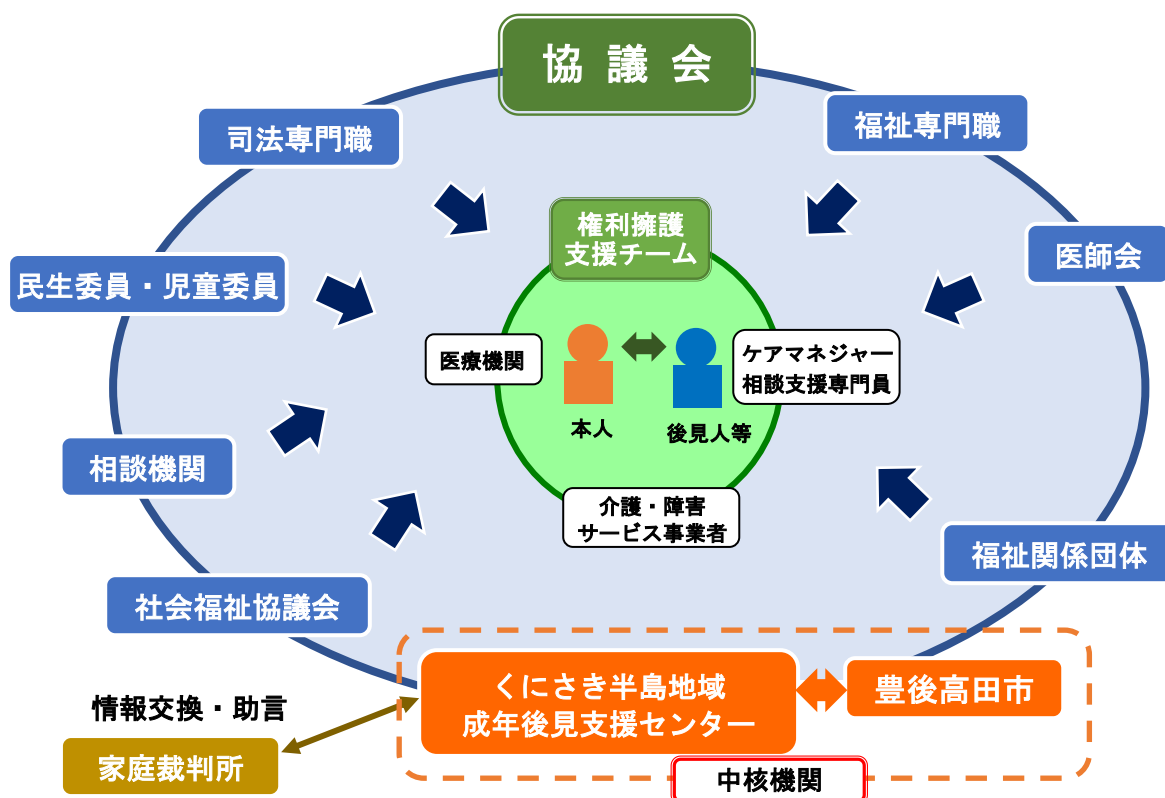 協議会
司法専門職
福祉専門職
権利擁護
支援チーム
医師会
民生委員・児童委員
医療機関
ケアマネジャー
相談支援専門員
本人
後見人等
相談機関
介護・障害
サービス事業者
福祉関係団体
社会福祉協議会
くにさき半島地域
成年後見支援センター
豊後高田市
情報交換・助言
家庭裁判所
中核機関